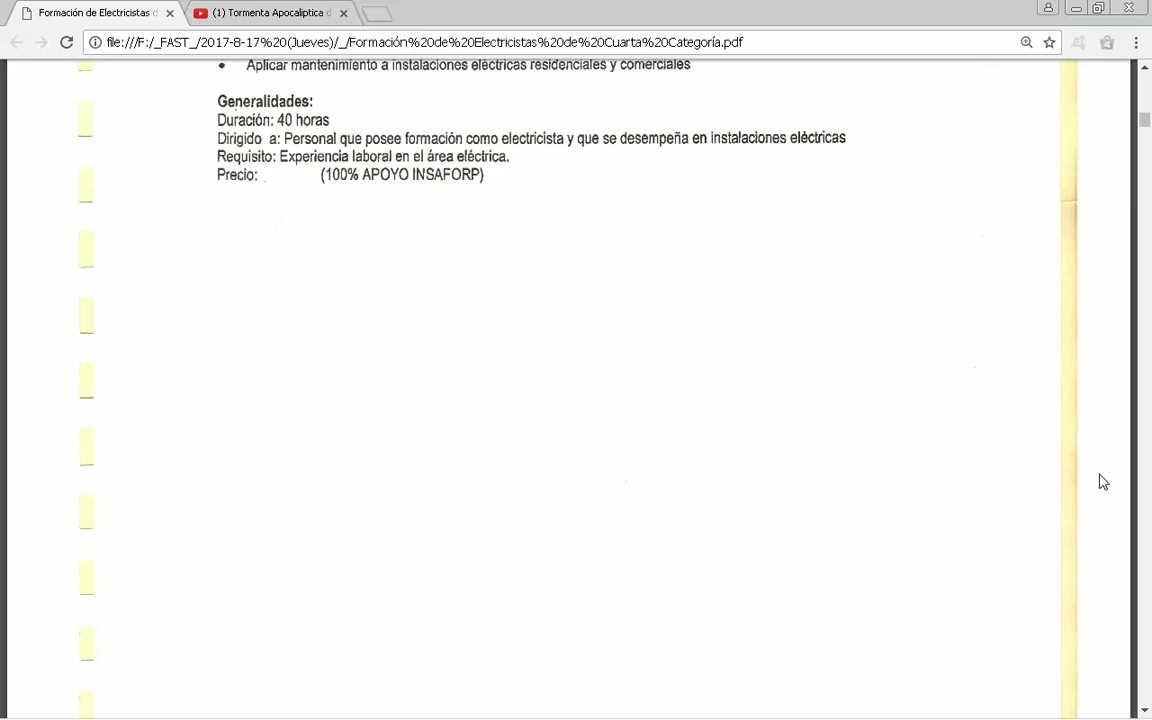 Formación de Electricistas d
(1) Tormenta Apocaliptica d
file:///F:/_FAST_/2017-8-17%20(Jueves)/_/Formación%20de%20Electricistas%20de%20Cuarta%20Categoría.pdf
• Aplicar mantenimiento a instalaciones eléctricas residenciales y comerciales
Generalidades:
Duración: 40 horas
Dirigido a: Personal que posee formación como electricista y que se desempeña en instalaciones eléctricas
Requisito: Experiencia laboral en el área eléctrica.
Precio: (100% APOYO INSAFORP)